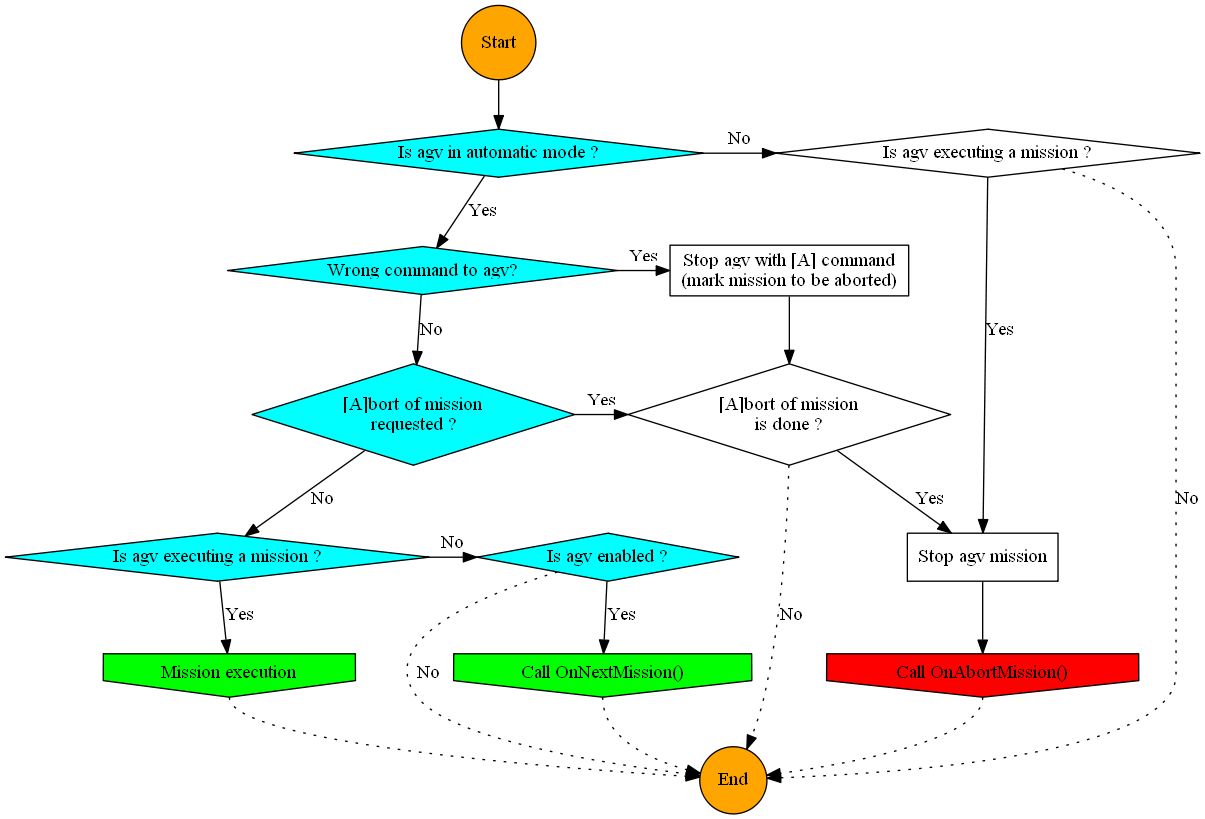 Start
Is agv in automatic mode ?
No
Is agv executing a mission ?
Yes
Wrong command to agv?
Yes
Stop agv with [A] command
(mark mission to be aborted)
No
Yes
[A]bort of mission
requested ?
Yes
[A]bort of mission
is done ?
No
Yes
No
Is agv executing a mission ?
No
Is agv enabled ?
Stop agv mission
Yes
Yes
No
No
Mission execution
Call OnNextMission()
Call OnAbortMission()
End